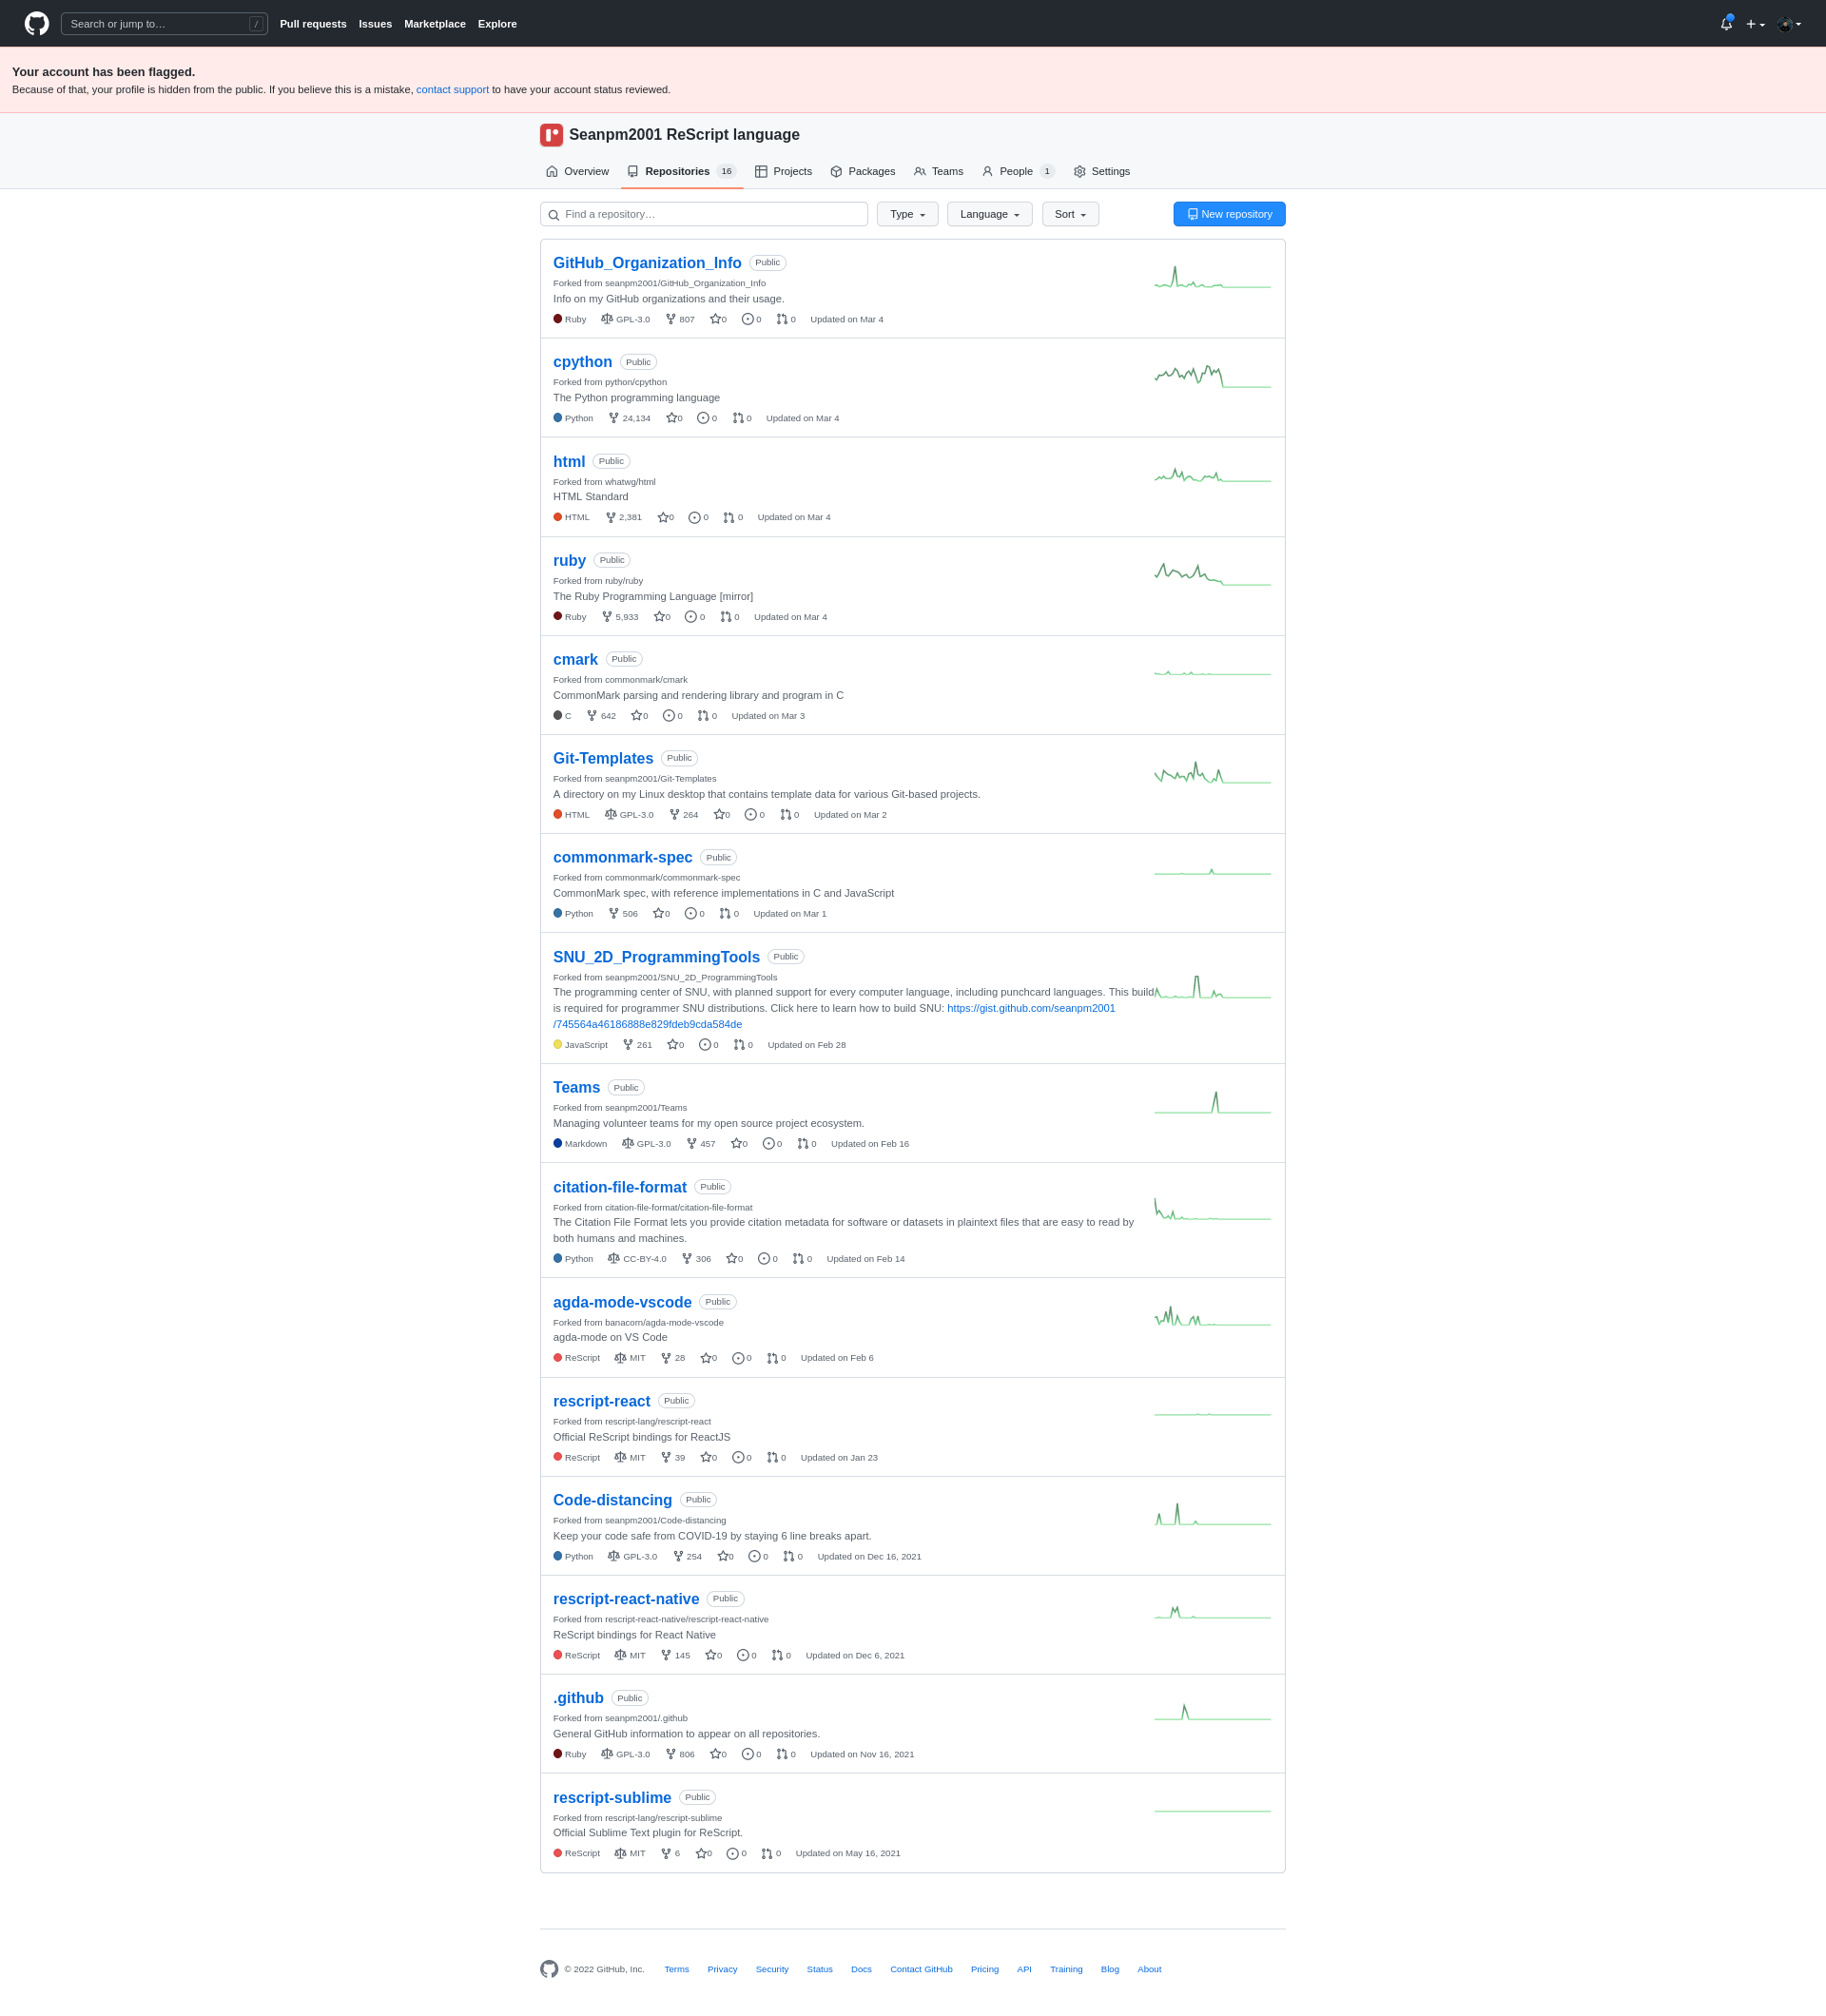 Search or jump to… /
Pull requests Issues Marketplace Explore
Your account has been flagged.
Because of that, your profile is hidden from the public. If you believe this is a mistake, contact support to have your account status reviewed.
Seanpm2001 ReScript language
Overview Repositories 16 Projects Packages Teams People 1 Settings
Find a repository… Type Language Sort New repository
GitHub_Organization_Info Public
Forked from seanpm2001/GitHub_Organization_Info
Info on my GitHub organizations and their usage.
Ruby GPL-3.0 807 0 0 0 Updated on Mar 4
cpython Public
Forked from python/cpython
The Python programming language
Python 24,134 0 0 0 Updated on Mar 4
html Public
Forked from whatwg/html
HTML Standard
HTML 2,381 0 0 0 Updated on Mar 4
ruby Public
Forked from ruby/ruby
The Ruby Programming Language [mirror]
Ruby 5,933 0 0 0 Updated on Mar 4
cmark Public
Forked from commonmark/cmark
CommonMark parsing and rendering library and program in C
C 642 0 0 0 Updated on Mar 3
Git-Templates Public
Forked from seanpm2001/Git-Templates
A directory on my Linux desktop that contains template data for various Git-based projects.
HTML GPL-3.0 264 0 0 0 Updated on Mar 2
commonmark-spec Public
Forked from commonmark/commonmark-spec
CommonMark spec, with reference implementations in C and JavaScript
Python 506 0 0 0 Updated on Mar 1
SNU_2D_ProgrammingTools Public
Forked from seanpm2001/SNU_2D_ProgrammingTools
The programming center of SNU, with planned support for every computer language, including punchcard languages. This build
is required for programmer SNU distributions. Click here to learn how to build SNU: https://gist.github.com/seanpm2001
/745564a46186888e829fdeb9cda584de
JavaScript 261 0 0 0 Updated on Feb 28
Teams Public
Forked from seanpm2001/Teams
Managing volunteer teams for my open source project ecosystem.
Markdown GPL-3.0 457 0 0 0 Updated on Feb 16
citation-file-format Public
Forked from citation-file-format/citation-file-format
The Citation File Format lets you provide citation metadata for software or datasets in plaintext files that are easy to read by
both humans and machines.
Python CC-BY-4.0 306 0 0 0 Updated on Feb 14
agda-mode-vscode Public
Forked from banacorn/agda-mode-vscode
agda-mode on VS Code
ReScript MIT 28 0 0 0 Updated on Feb 6
rescript-react Public
Forked from rescript-lang/rescript-react
Official ReScript bindings for ReactJS
ReScript MIT 39 0 0 0 Updated on Jan 23
Code-distancing Public
Forked from seanpm2001/Code-distancing
Keep your code safe from COVID-19 by staying 6 line breaks apart.
Python GPL-3.0 254 0 0 0 Updated on Dec 16, 2021
rescript-react-native Public
Forked from rescript-react-native/rescript-react-native
ReScript bindings for React Native
ReScript MIT 145 0 0 0 Updated on Dec 6, 2021
.github Public
Forked from seanpm2001/.github
General GitHub information to appear on all repositories.
Ruby GPL-3.0 806 0 0 0 Updated on Nov 16, 2021
rescript-sublime Public
Forked from rescript-lang/rescript-sublime
Official Sublime Text plugin for ReScript.
ReScript MIT 6 0 0 0 Updated on May 16, 2021
© 2022 GitHub, Inc. Terms Privacy Security Status Docs Contact GitHub Pricing API Training Blog About